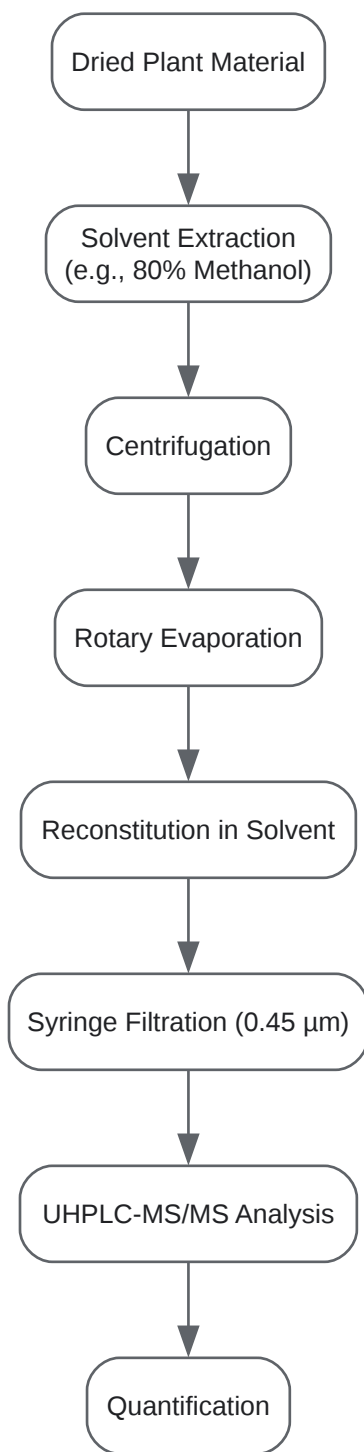 Dried Plant Material
Solvent Extraction
(e.g., 80% Methanol)
Centrifugation
Rotary Evaporation
Reconstitution in Solvent
Syringe Filtration (0.45 µm)
UHPLC-MS/MS Analysis
Quantification